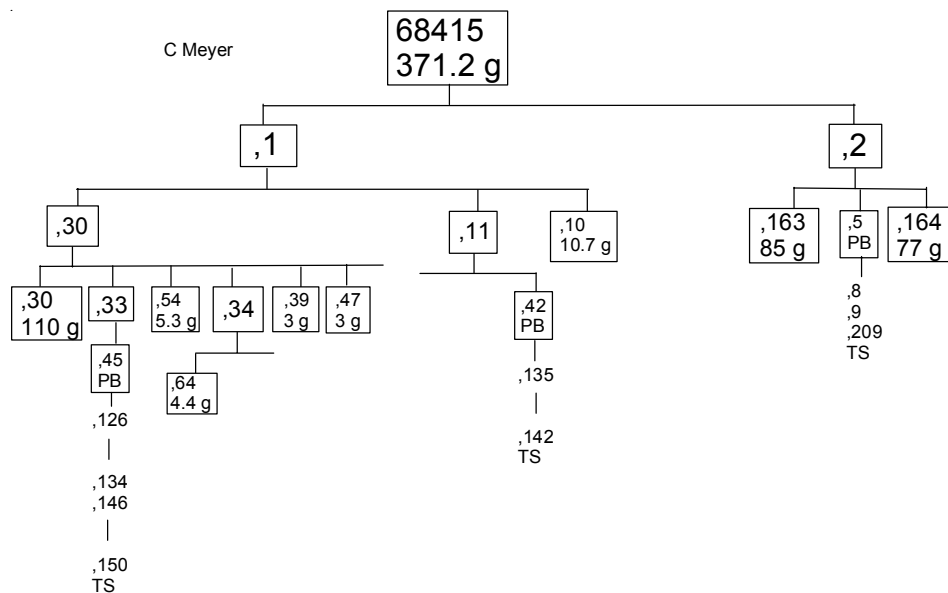 C Meyer
68415
371.2 g
,1
,2
,30
,11
,10
10.7 g
,163
85 g
,5
PB
,164
77 g
,30
110 g
,33
,54
5.3 g
,34
,39
3 g
,47
3 g
,42
PB
,8
,9
,209
TS
,45
PB
,64
4.4 g
,135
,142
TS
,126
,134
,146
,150
TS